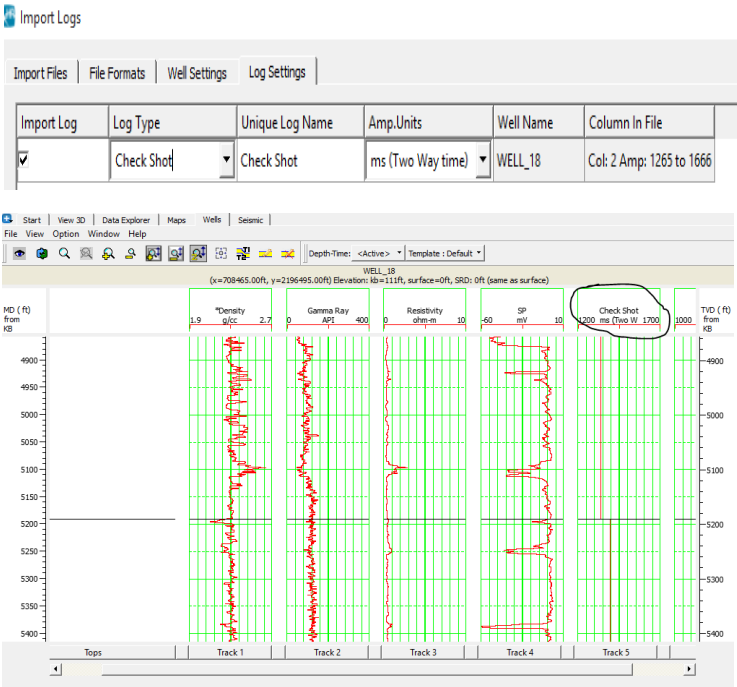 Import Logs
Import Files File Formats Well Settings Log Settings
Import Log Log Type Unique Log Name Amp.Units Well Name Column In File
Check Shot Check Shot ms (Two Way time) WELL_18 Col: 2 Amp: 1265 to 1666
Start View 3D Data Explorer Maps Wells Seismic
File View Option Window Help
Depth-Time: <Active> Template : Default
WELL_18
(x=708465.00ft, y=2196495.00ft) Elevation: kb=111ft, surface=0ft, SRD: 0ft (same as surface)
MD ( ft) *Density Gamma Ray Resistivity SP Check Shot TVD ( ft)
from 1.9 g/cc 2.7 0 API 400 0 ohm-m 10 -60 mV 10 1200 ms (Two W 1700 1000 from
KB KB
4900 4900
4950
5000 5000
5050
5100 5100
5150
5200 5200
5250
5300 5300
5350
5400 5400
Tops Track 1 Track 2 Track 3 Track 4 Track 5